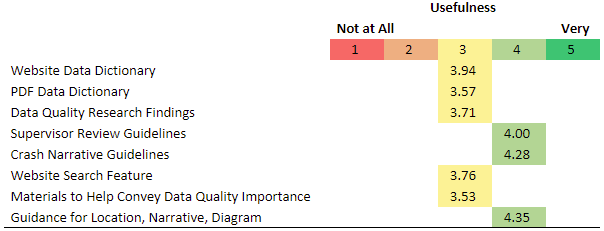 Usefulness
Not at All Very
1 2 3 4 5
Website Data Dictionary 3.94
PDF Data Dictionary 3.57
Data Quality Research Findings 3.71
Supervisor Review Guidelines 4.00
Crash Narrative Guidelines 4.28
Website Search Feature 3.76
Materials to Help Convey Data Quality Importance 3.53
Guidance for Location, Narrative, Diagram 4.35